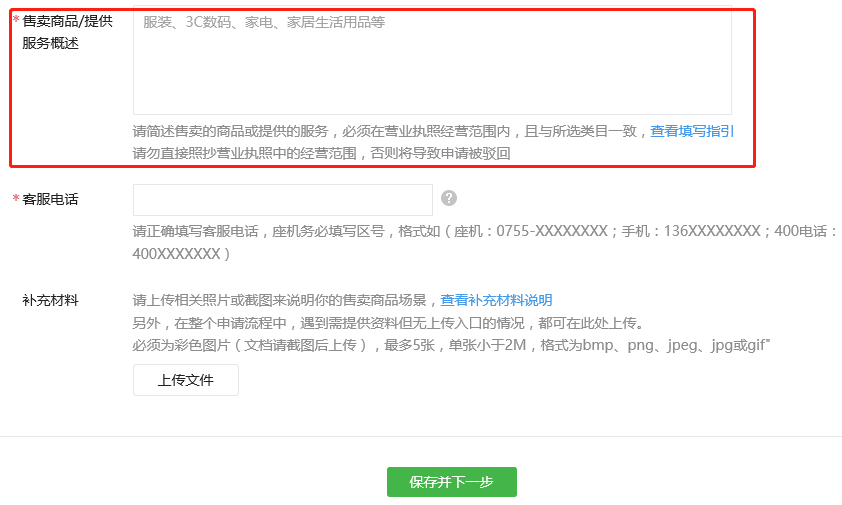 *售卖商品/提供
服务概述
服装、3C数码、家电、家居生活用品等
请简述售卖的商品或提供的服务，必须在营业执照经营范围内，且与所选类目一致，查看填写指引
请勿直接照抄营业执照中的经营范围，否则将导致申请被驳回
*客服电话
?
请正确填写客服电话，座机务必填写区号，格式如（座机：0755-XXXXXXXX；手机：136XXXXXXXX；400电话：
400XXXXXXX）
补充材料
请上传相关照片或截图来说明你的售卖商品场景，查看补充材料说明
另外，在整个申请流程中，遇到需提供资料但无上传入口的情况，都可在此处上传。
必须为彩色图片（文档请截图后上传），最多5张，单张小于2M，格式为bmp、png、jpeg、jpg或gif"
上传文件
保存并下一步